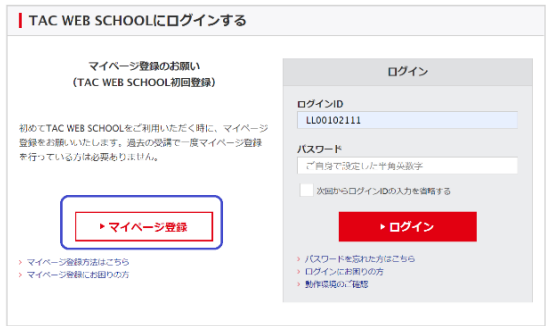 TAC WEB SCHOOLにログインする
マイページ登録のお願い
（TAC WEB SCHOOL初回登録）
初めてTAC WEB SCHOOLをご利用いただく時に、マイページ
登録をお願いいたします。過去の受講で一度マイページ登録
を行っている方は必要ありません。
▶マイページ登録
> マイページ登録方法はこちら
> マイページ登録にお困りの方
ログイン
ログインID
LL00102111
パスワード
ご自身で設定した半角英数字
次回からログインIDの入力を省略する
▶ログイン
> パスワードを忘れた方はこちら
> ログインにお困りの方
> 動作環境のご確認